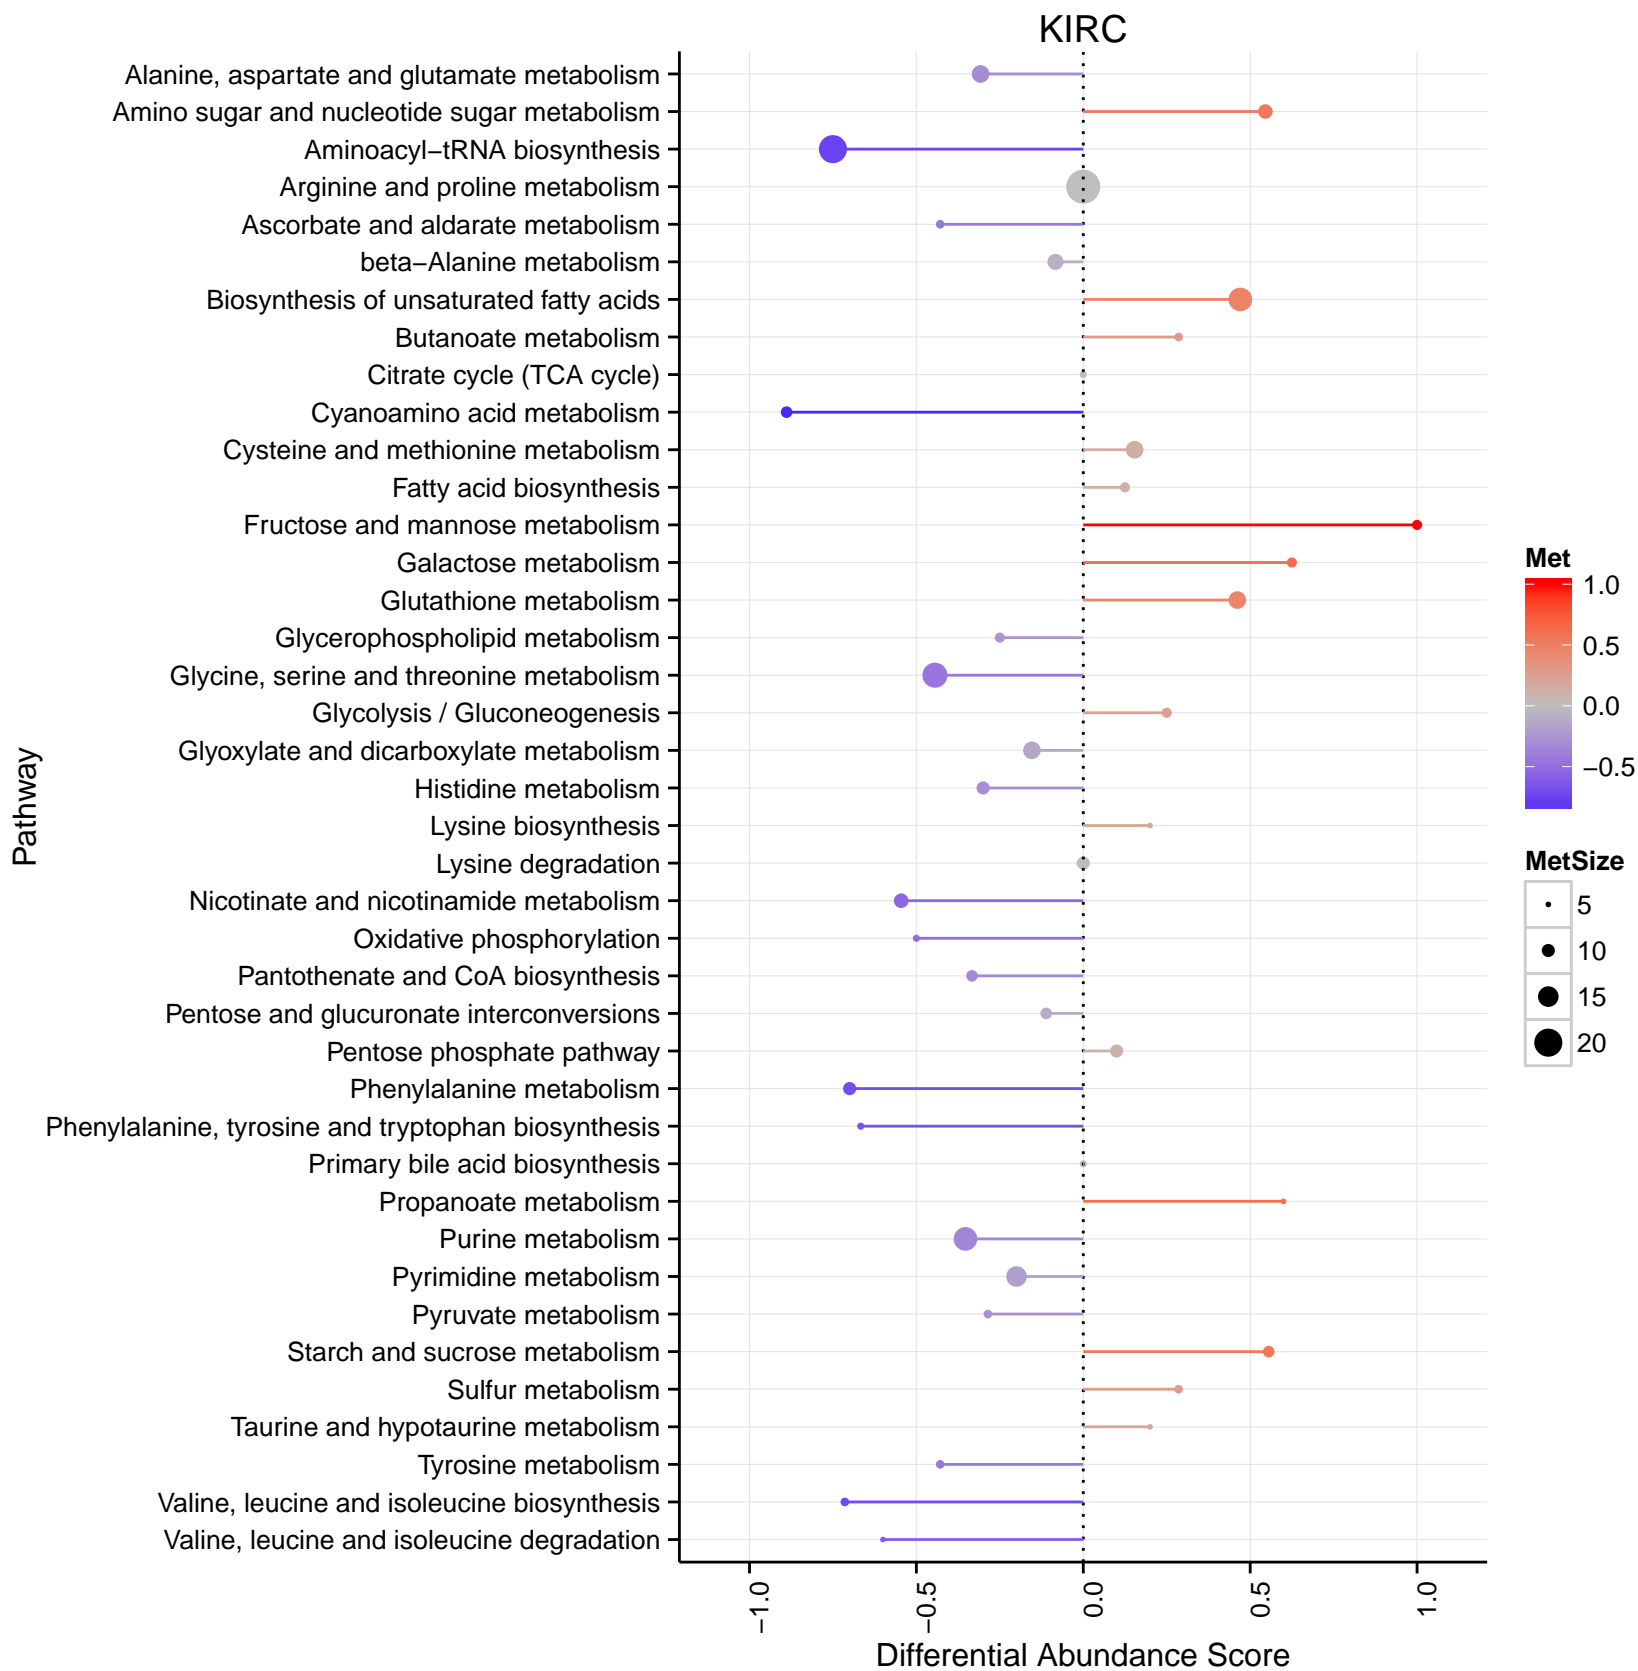 KIRC
Alanine, aspartate and glutamate metabolism
Amino sugar and nucleotide sugar metabolism
Aminoacyl−tRNA biosynthesis
Arginine and proline metabolism
Ascorbate and aldarate metabolism
beta−Alanine metabolism
Biosynthesis of unsaturated fatty acids
Butanoate metabolism
Citrate cycle (TCA cycle)
Cyanoamino acid metabolism
Cysteine and methionine metabolism
Fatty acid biosynthesis
Fructose and mannose metabolism
Galactose metabolism
Glutathione metabolism
Glycerophospholipid metabolism
Glycine, serine and threonine metabolism
Glycolysis / Gluconeogenesis
Glyoxylate and dicarboxylate metabolism
Histidine metabolism
Lysine biosynthesis
Lysine degradation
Nicotinate and nicotinamide metabolism
Oxidative phosphorylation
Pantothenate and CoA biosynthesis
Pentose and glucuronate interconversions
Pentose phosphate pathway
Phenylalanine metabolism
Phenylalanine, tyrosine and tryptophan biosynthesis
Primary bile acid biosynthesis
Propanoate metabolism
Purine metabolism
Pyrimidine metabolism
Pyruvate metabolism
Starch and sucrose metabolism
Sulfur metabolism
Taurine and hypotaurine metabolism
Tyrosine metabolism
Valine, leucine and isoleucine biosynthesis
Valine, leucine and isoleucine degradation
Pathway
−1.0
−0.5
0.0
0.5
1.0
Differential Abundance Score
Met
1.0
0.5
0.0
−0.5
MetSize
5
10
15
20